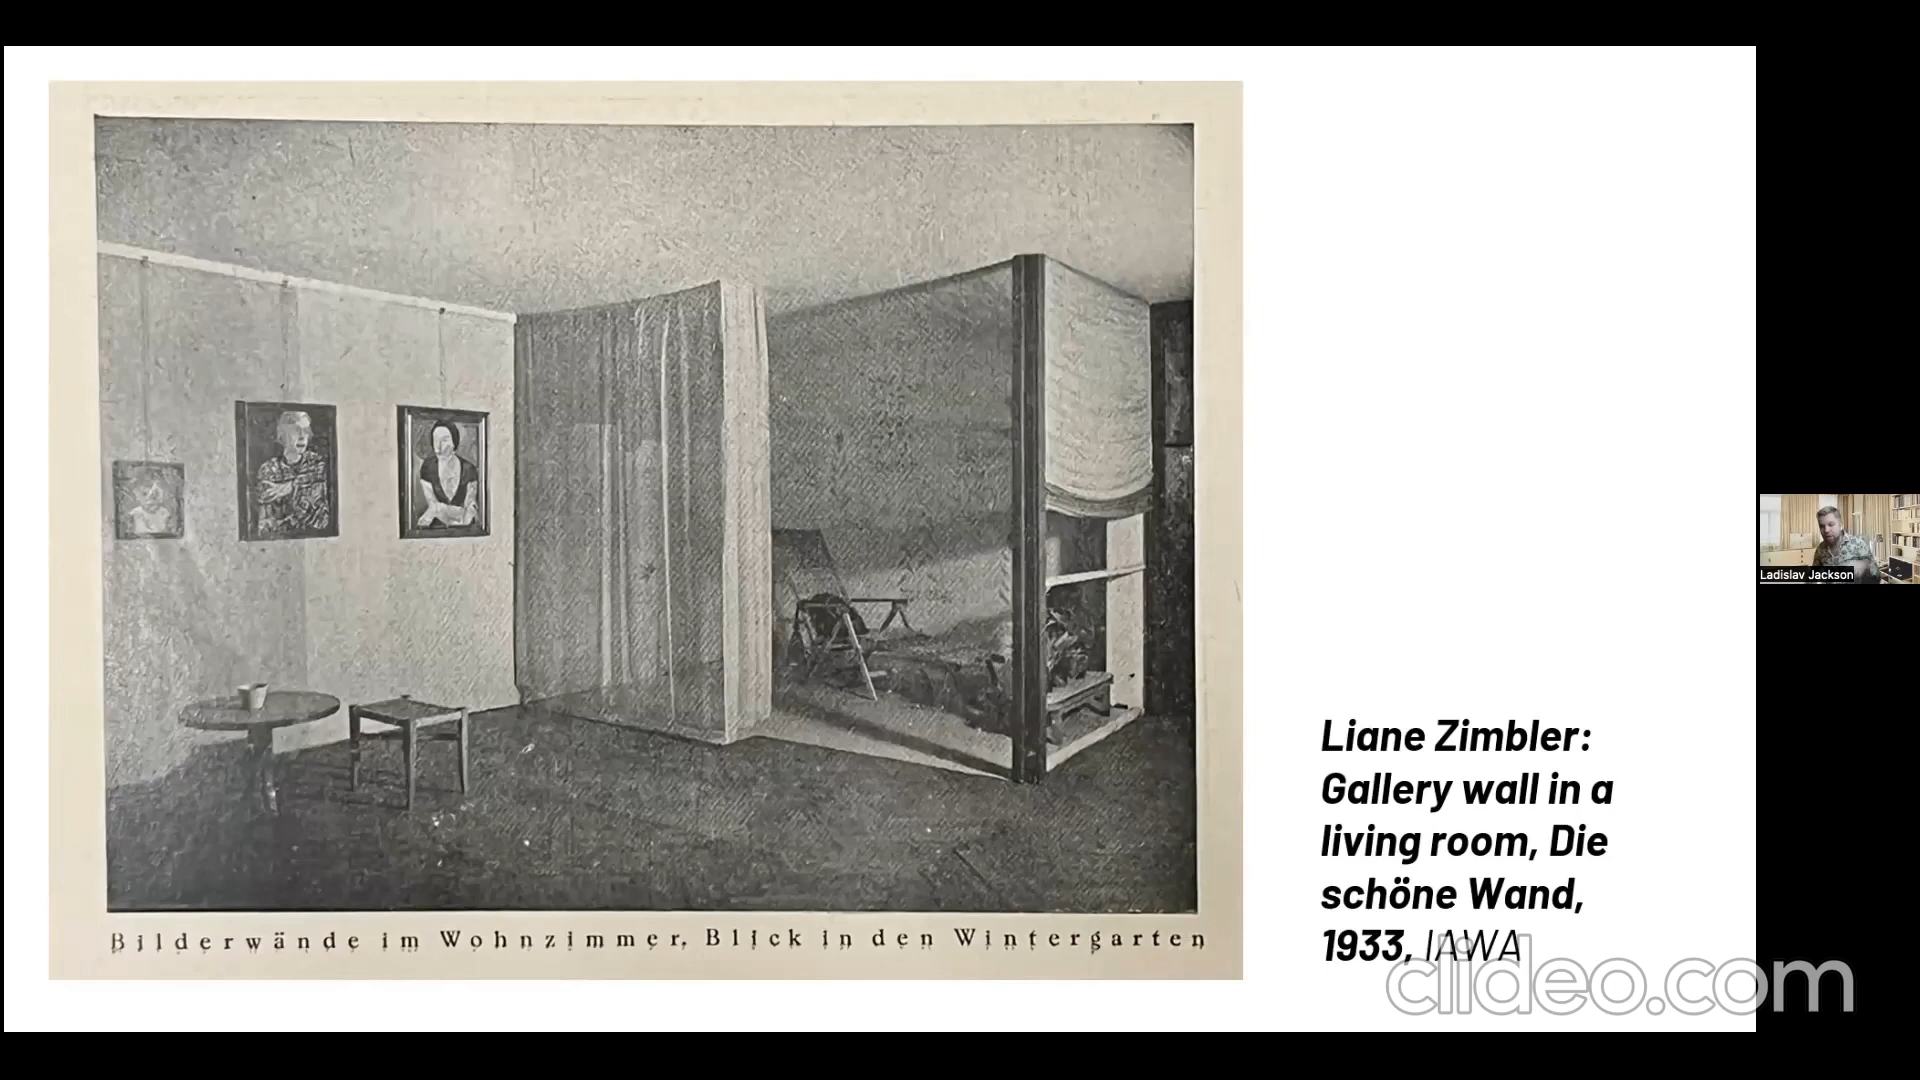 Bilderwände im Wohnzimmer, Blick in den Wintergarten
Liane Zimbler:
Gallery wall in a
living room, Die
schöne Wand,
1933, IAWA
clideo.com
Ladislav Jackson